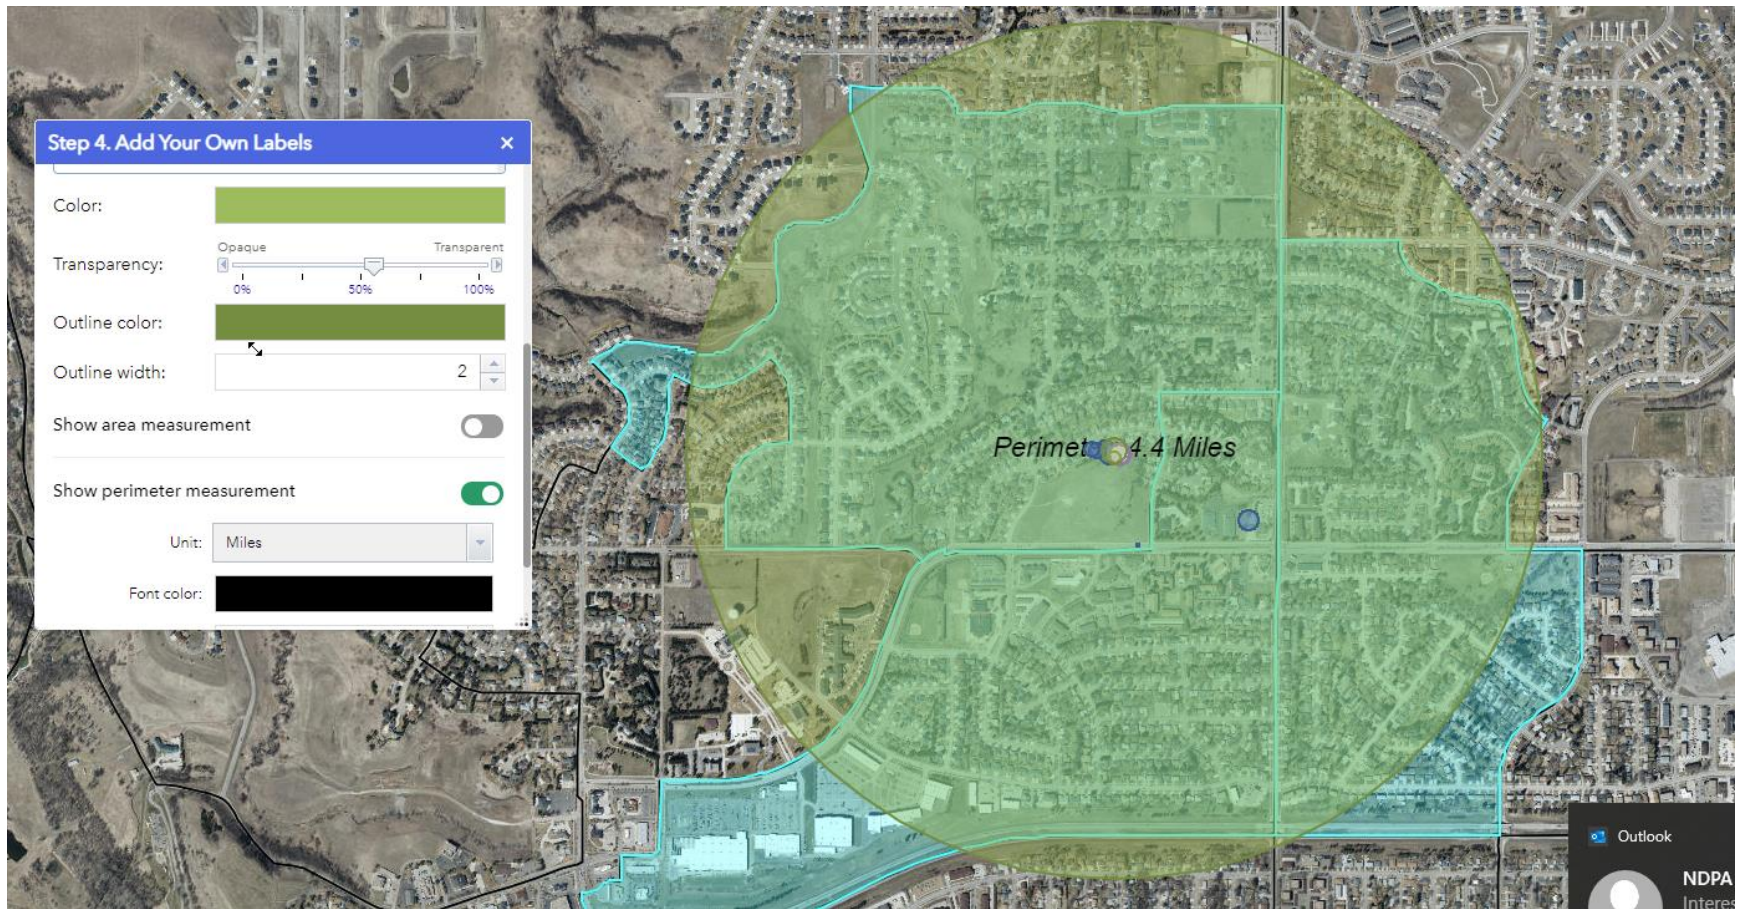 Step 4. Add Your Own Labels ×
Color:
Opaque Transparent
Transparency:
0% 50% 100%
Outline color:
Outline width: 2
Show area measurement
Show perimeter measurement
Unit: Miles
Font color:
4.4 Miles
Outlook
NDPA